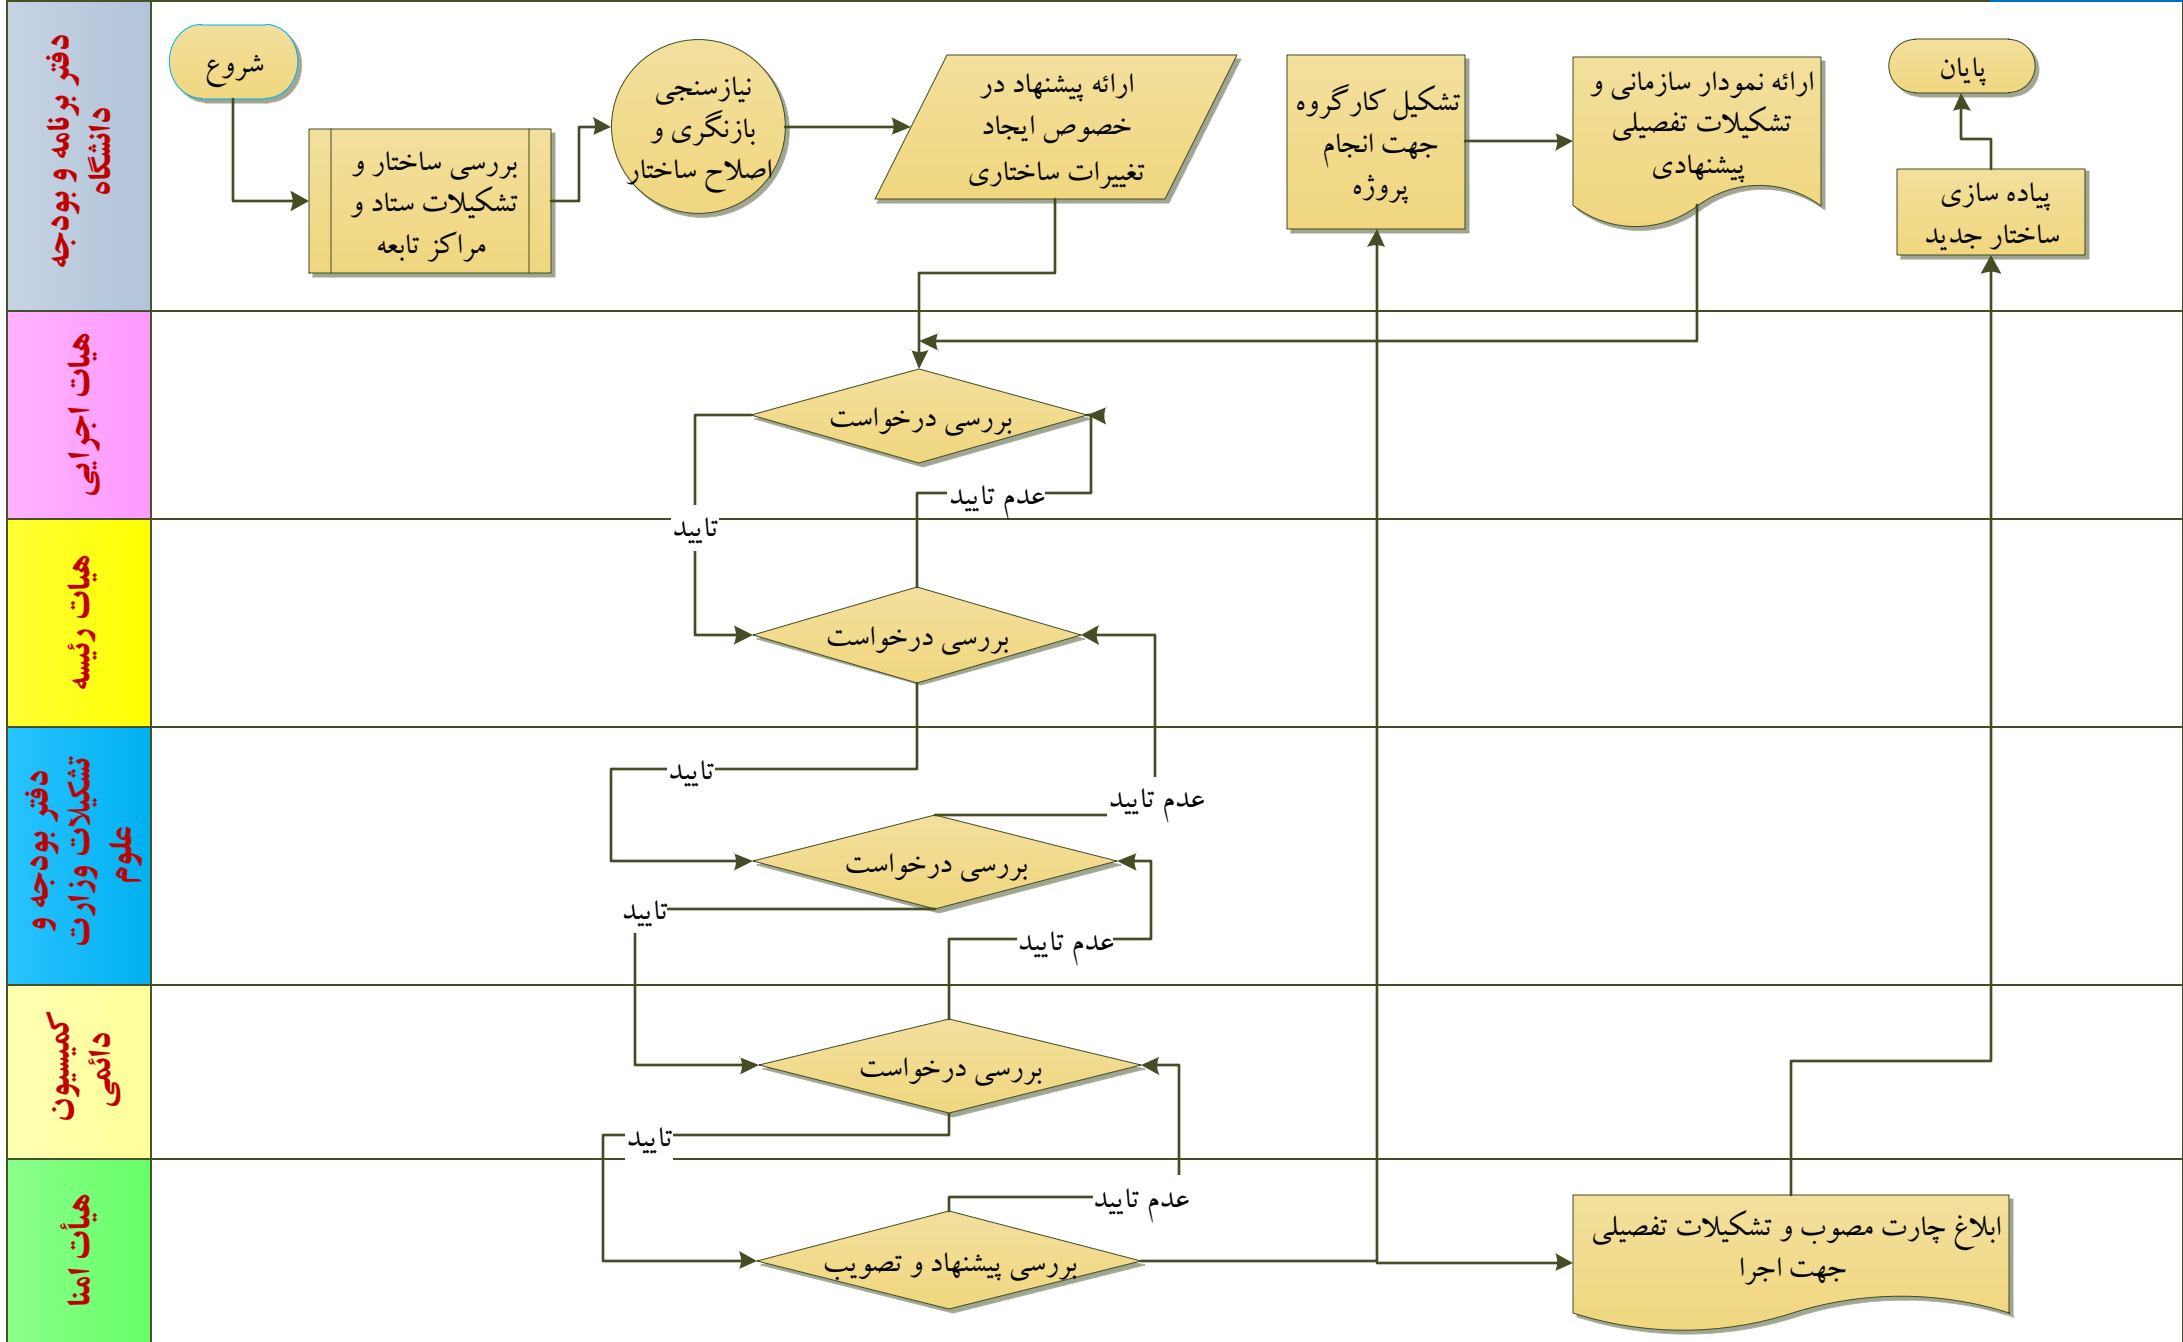 دفتر برنامه و بودجه
دانشگاه
شروع
بررسی ساختار و
تشکیلات ستاد و
مراکز تابعه
نیازسنجی
بازنگری و
اصلاح ساختار
ارائه پیشنهاد در
خصوص ایجاد
تغییرات ساختاری
تشکیل کارگروه
جهت انجام
پروژه
ارائه نمودار سازمانی و
تشکیلات تفصیلی
پیشنهادی
پایان
پیاده سازی
ساختار جدید
هیات اجرایی
بررسی درخواست
عدم تایید
تایید
هیات رئیسه
بررسی درخواست
تایید
عدم تایید
دفتر بودجه و
تشکیلات وزارت
علوم
بررسی درخواست
تایید
عدم تایید
کمیسیون
دائمی
بررسی درخواست
تایید
عدم تایید
هیأت امنا
بررسی پیشنهاد و تصویب
ابلاغ چارت مصوب و تشکیلات تفصیلی
جهت اجرا